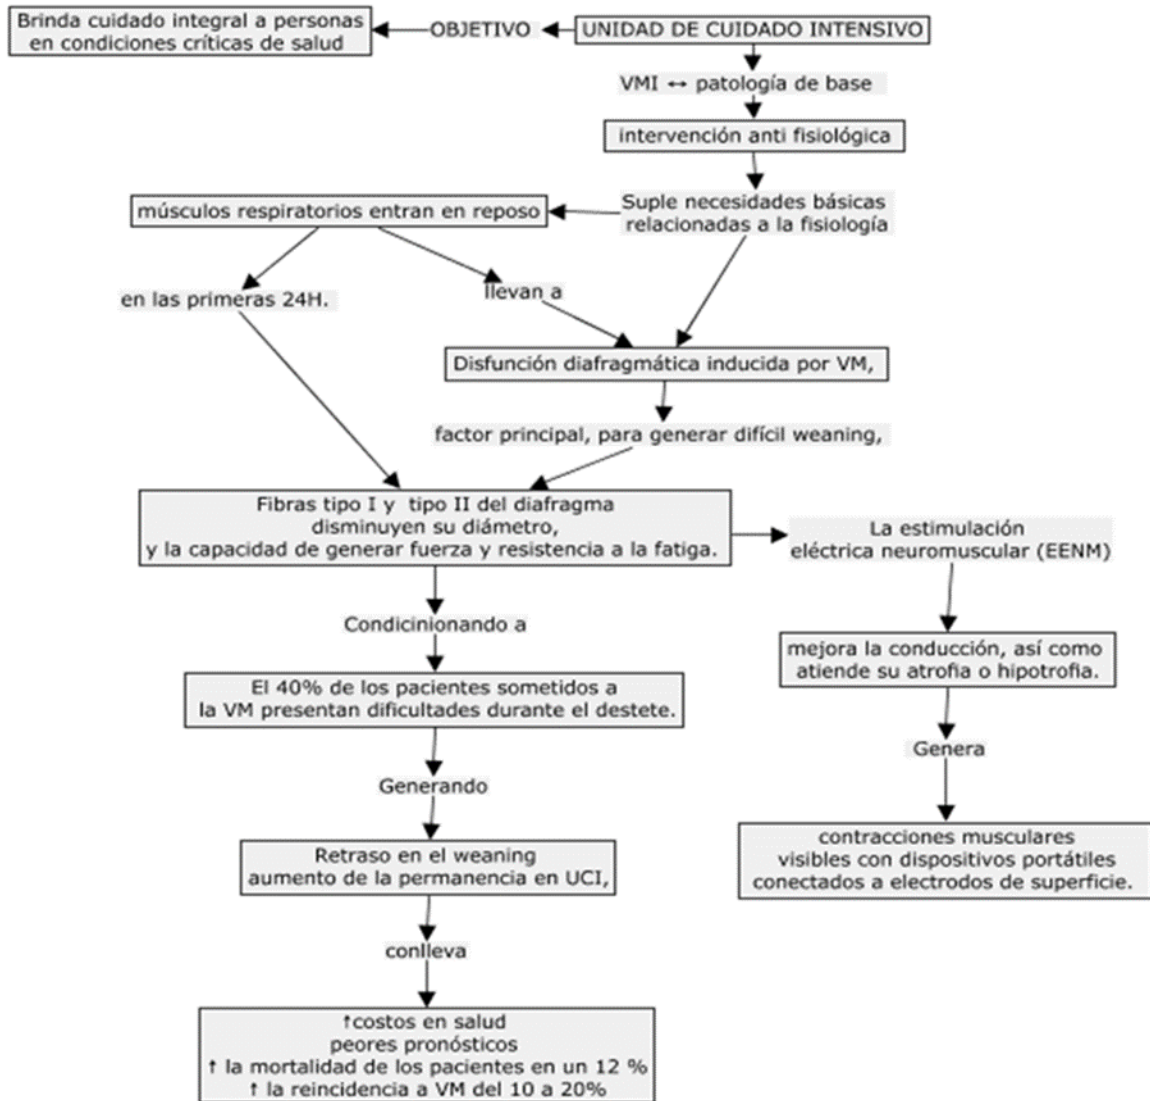 Brinda cuidado integral a personas
en condiciones críticas de salud
OBJETIVO
UNIDAD DE CUIDADO INTENSIVO
VMI ↔ patología de base
intervención anti fisiológica
Suple necesidades básicas
relacionadas a la fisiología
músculos respiratorios entran en reposo
en las primeras 24H.
llevan a
Disfunción diafragmática inducida por VM,
factor principal, para generar difícil weaning,
Fibras tipo I y tipo II del diafragma
disminuyen su diámetro,
y la capacidad de generar fuerza y resistencia a la fatiga.
La estimulación
eléctrica neuromuscular (EENM)
Condicinionando a
mejora la conducción, así como
atiende su atrofia o hipotrofia.
El 40% de los pacientes sometidos a
la VM presentan dificultades durante el destete.
Genera
Generando
contracciones musculares
visibles con dispositivos portátiles
conectados a electrodos de superficie.
Retraso en el weaning
aumento de la permanencia en UCI,
conlleva
↑costos en salud
peores pronósticos
↑ la mortalidad de los pacientes en un 12 %
↑ la reincidencia a VM del 10 a 20%